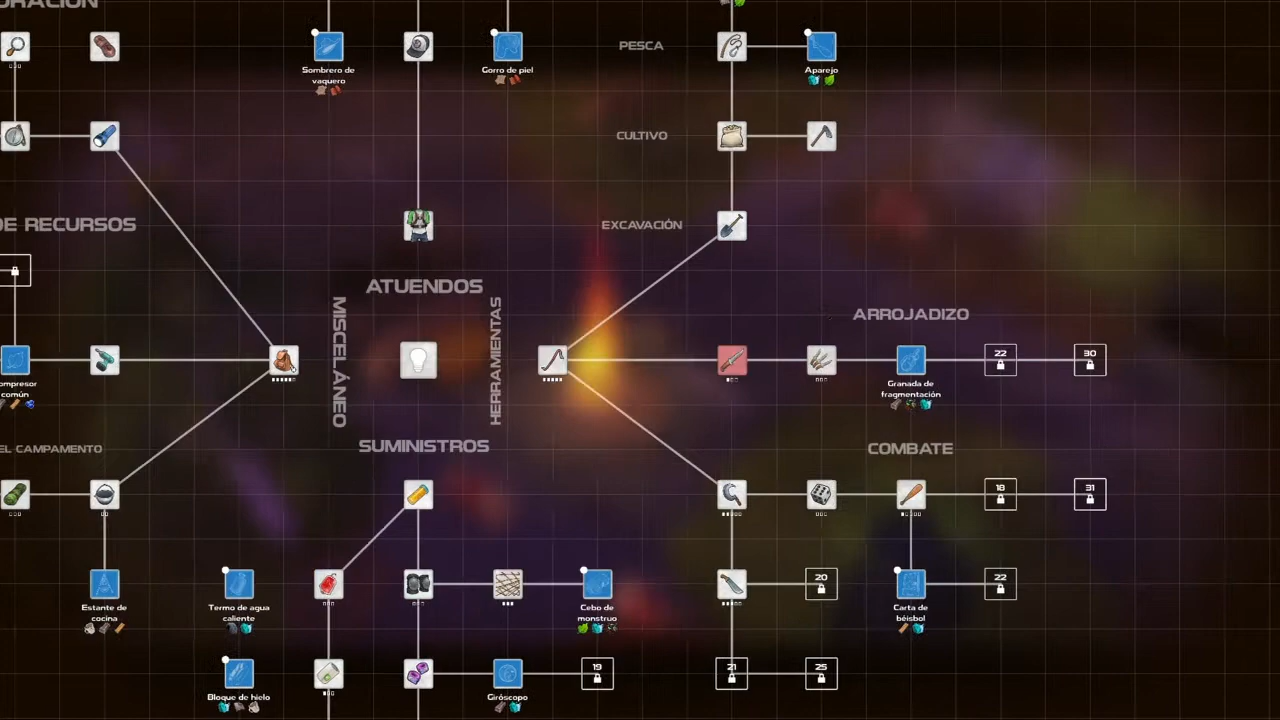 ORACIÓN
PESCA
Sombrero de
vaquero
Gorro de piel
Aparejo
CULTIVO
DE RECURSOS
EXCAVACIÓN
ATUENDOS
MISCELÁNEO
HERRAMIENTAS
ARROJADIZO
22
30
ompresor
común
Granada de
fragmentación
SUMINISTROS
EL CAMPAMENTO
COMBATE
18
31
Estante de
cocina
Termo de agua
caliente
Cebo de
monstruo
20
Carta de
béisbol
22
Bloque de hielo
Giróscopo
19
21
25